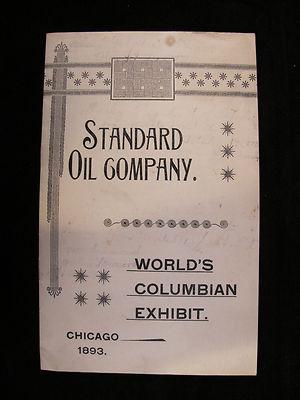 STANDARD
OIL COMPANY.
WORLD'S
COLUMBIAN
EXHIBIT.
CHICAGO
1893.